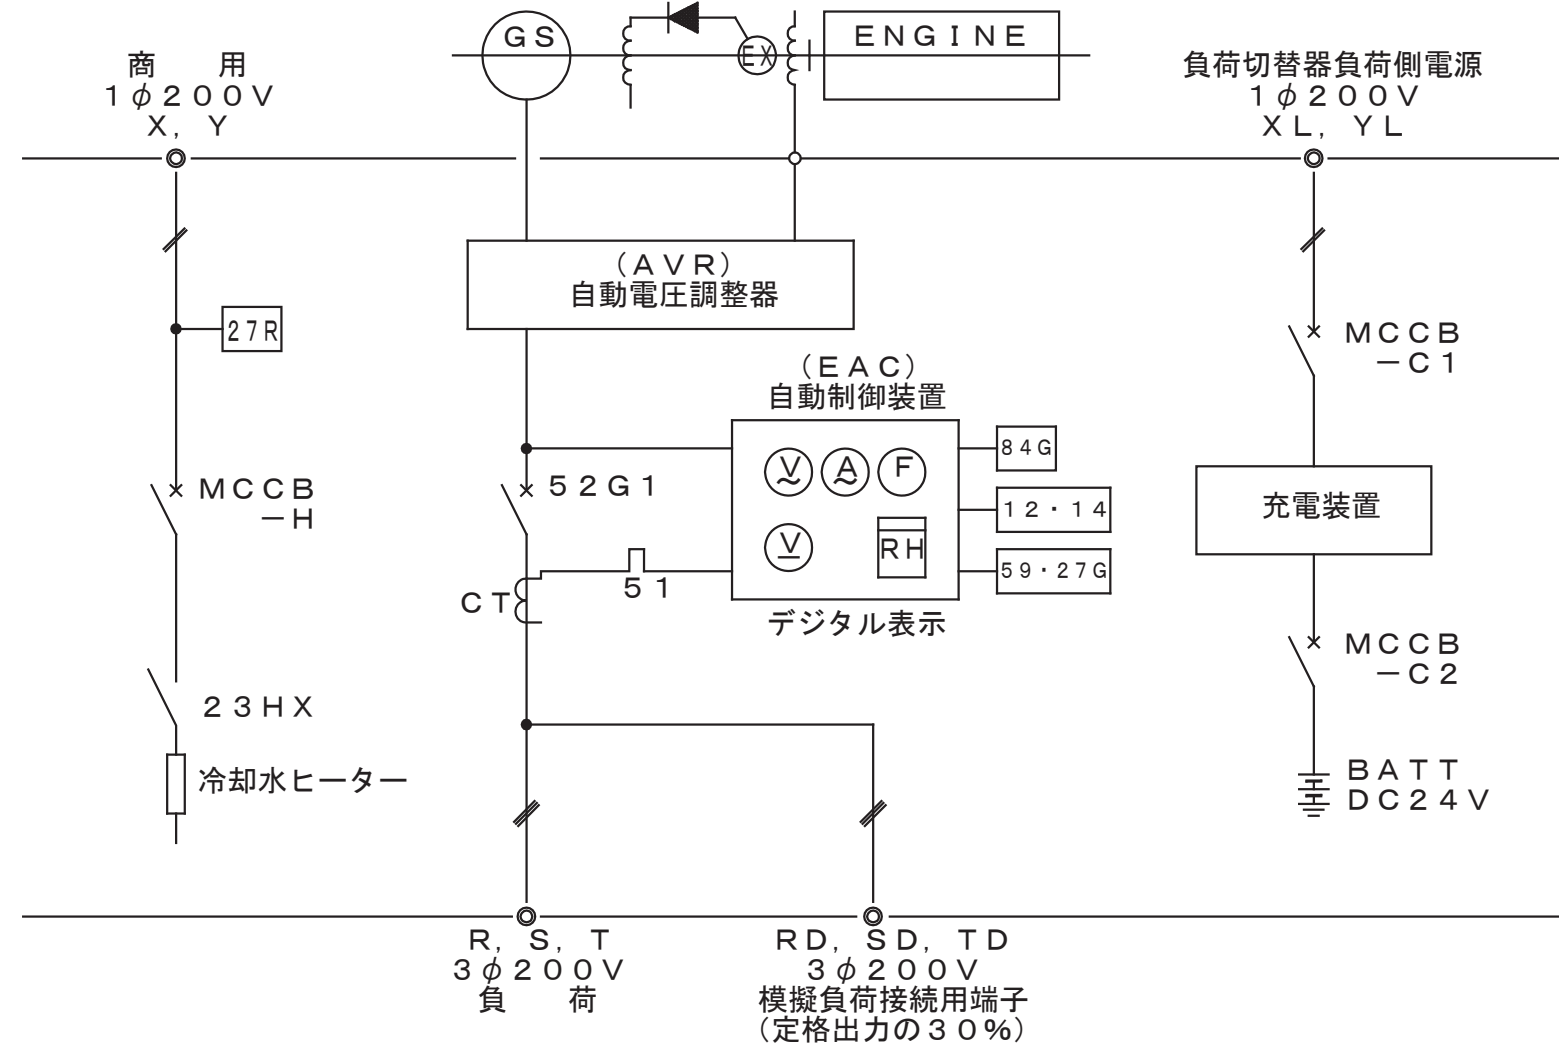 GS
EX
ENGINE
商　用
1φ200V
X, Y
負荷切替器負荷側電源
1φ200V
XL, YL
(AVR)
自動電圧調整器
27R
MCCB
-C1
(EAC)
自動制御装置
84G
V
A
F
52G1
MCCB
-H
12・14
充電装置
V
RH
59・27G
51
CT
デジタル表示
MCCB
-C2
23HX
冷却水ヒーター
BATT
DC24V
R, S, T
3φ200V
負　荷
RD, SD, TD
3φ200V
模擬負荷接続用端子
(定格出力の30%)